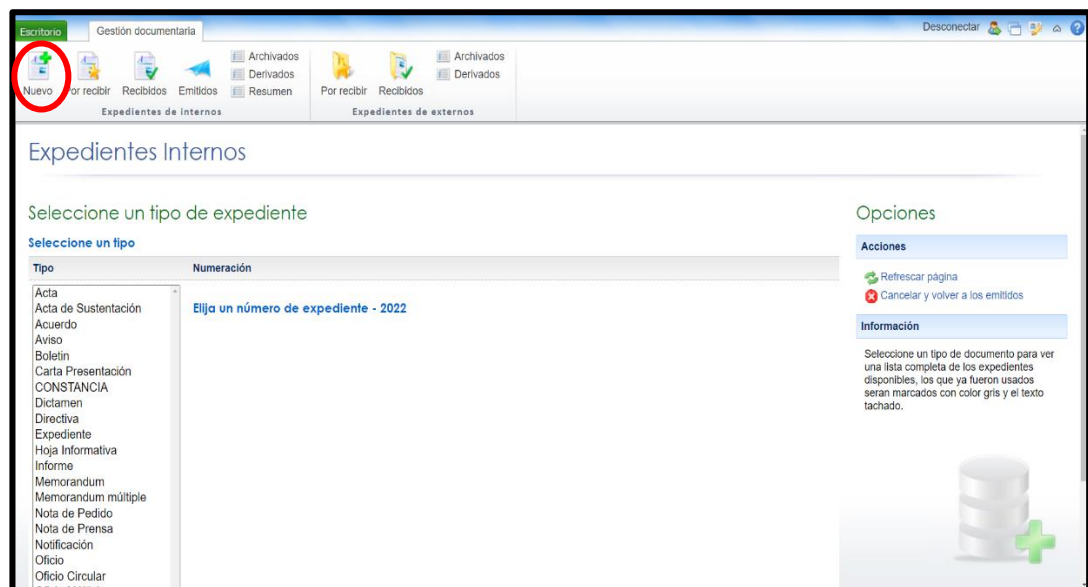 Escritorio
Gestión documentaria
Desconectar
Nuevo
Por recibir
Recibidos
Emitidos
Archivados
Derivados
Resumen
Expedientes de internos
Por recibir
Recibidos
Archivados
Derivados
Expedientes de externos
Expedientes Internos
Seleccione un tipo de expediente
Seleccione un tipo
Tipo
Numeración
Acta
Acta de Sustentación
Acuerdo
Aviso
Boletin
Carta Presentación
CONSTANCIA
Dictamen
Directiva
Expediente
Hoja Informativa
Informe
Memorandum
Memorandum múltiple
Nota de Pedido
Nota de Prensa
Notificación
Oficio
Oficio Circular
Elija un número de expediente - 2022
Opciones
Acciones
Refrescar página
Cancelar y volver a los emitidos
Información
Seleccione un tipo de documento para ver
una lista completa de los expedientes
disponibles, los que ya fueron usados
seran marcados con color gris y el texto
tachado.